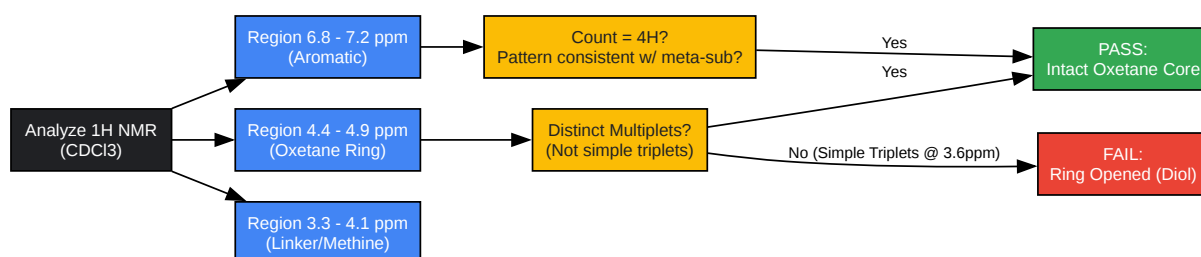 Analyze 1H NMR
(CDCl3)
Region 6.8 - 7.2 ppm
(Aromatic)
Region 4.4 - 4.9 ppm
(Oxetane Ring)
Region 3.3 - 4.1 ppm
(Linker/Methine)
Count = 4H?
Pattern consistent w/ meta-sub?
Distinct Multiplets?
(Not simple triplets)
Yes
Yes
No (Simple Triplets @ 3.6ppm)
PASS:
Intact Oxetane Core
FAIL:
Ring Opened (Diol)